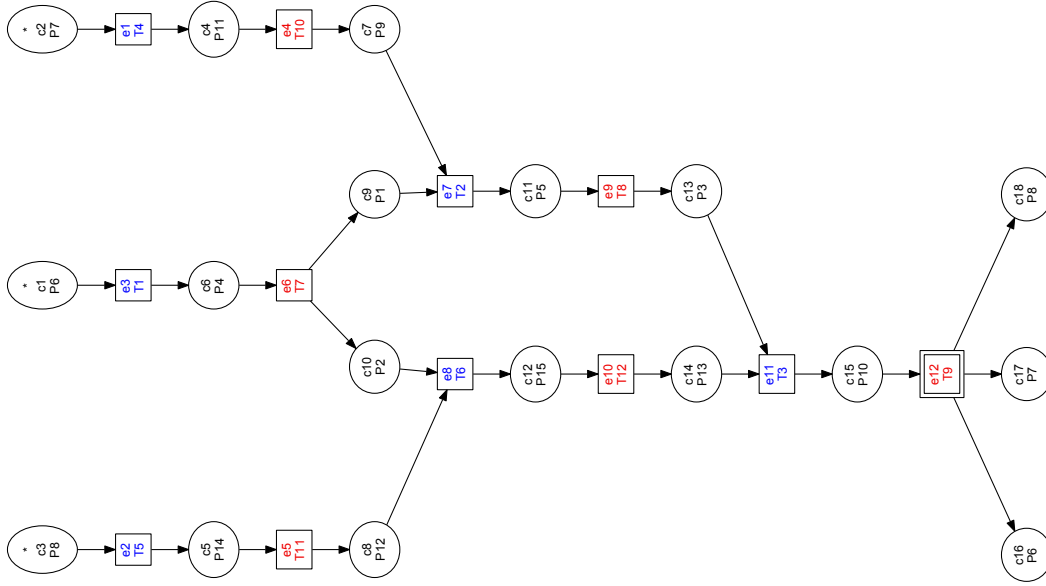 *
c3
P8
*
c1
P6
*
c2
P7
e2
T5
e3
T1
e1
T4
c5
P14
c6
P4
c4
P11
e5
T11
e6
T7
e4
T10
c8
P12
c10
P2
c9
P1
c7
P9
e8
T6
e7
T2
c12
P15
c11
P5
e10
T12
e9
T8
c14
P13
c13
P3
e11
T3
c15
P10
e12
T9
c16
P6
c17
P7
c18
P8